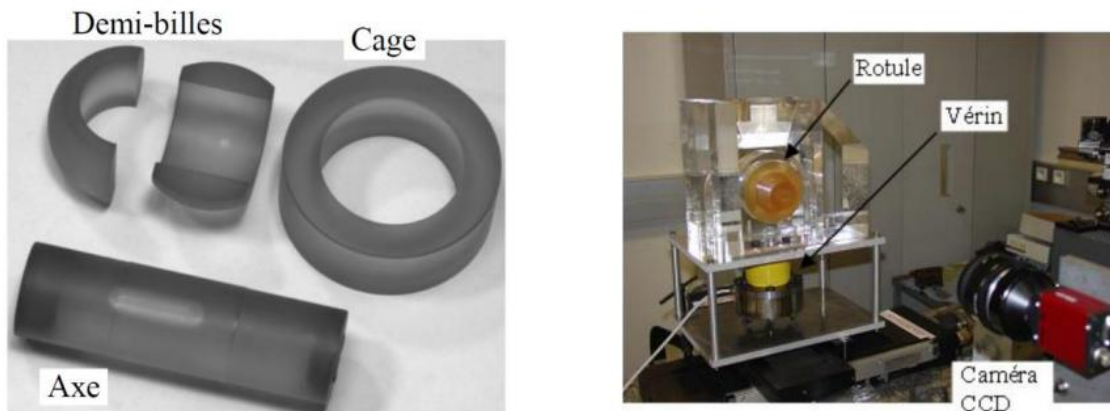 Demi-billes
Cage
Axe
Rotule
Vérin
Caméra
CCD